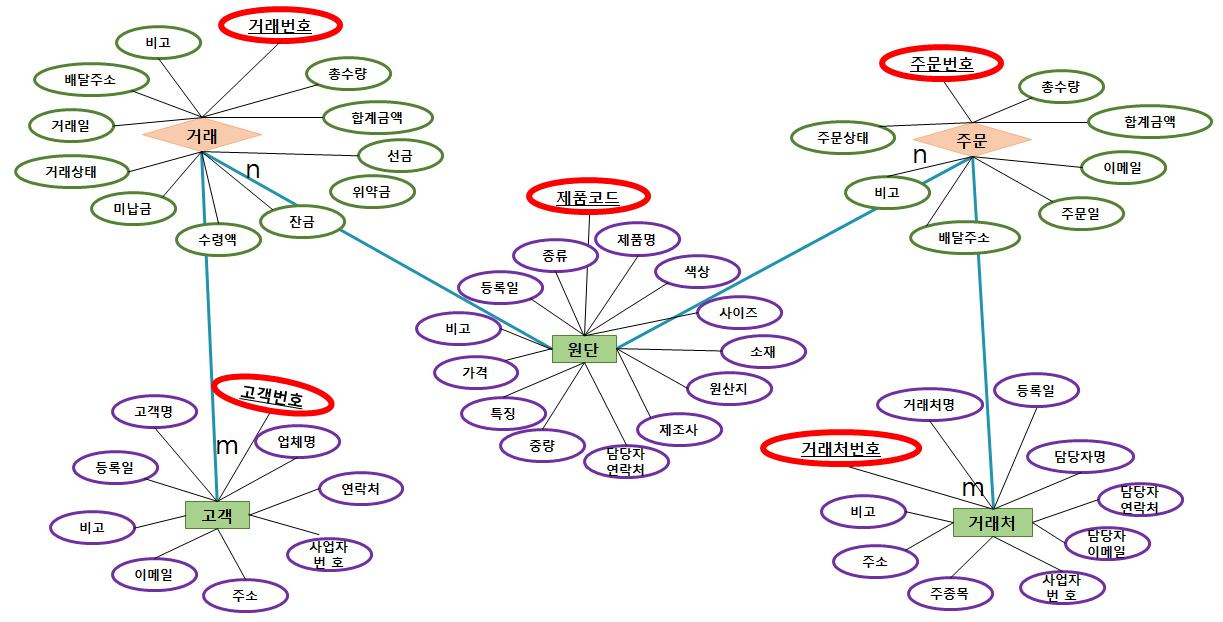 거래번호
비고
총수량
배달주소
합계금액
거래일
거래
선금
거래상태
n
위약금
미납금
잔금
수령액
주문번호
총수량
합계금액
주문상태
주문
n
이메일
비고
주문일
배달주소
제품코드
제품명
종류
색상
등록일
사이즈
비고
원단
소재
가격
원산지
특징
제조사
중량
담당자
연락처
고객번호
고객명
m
업체명
등록일
연락처
고객
비고
사업자
번 호
이메일
주소
등록일
거래처명
거래처번호
담당자명
m
담당자
연락처
비고
거래처
담당자
이메일
주소
사업자
번 호
주종목